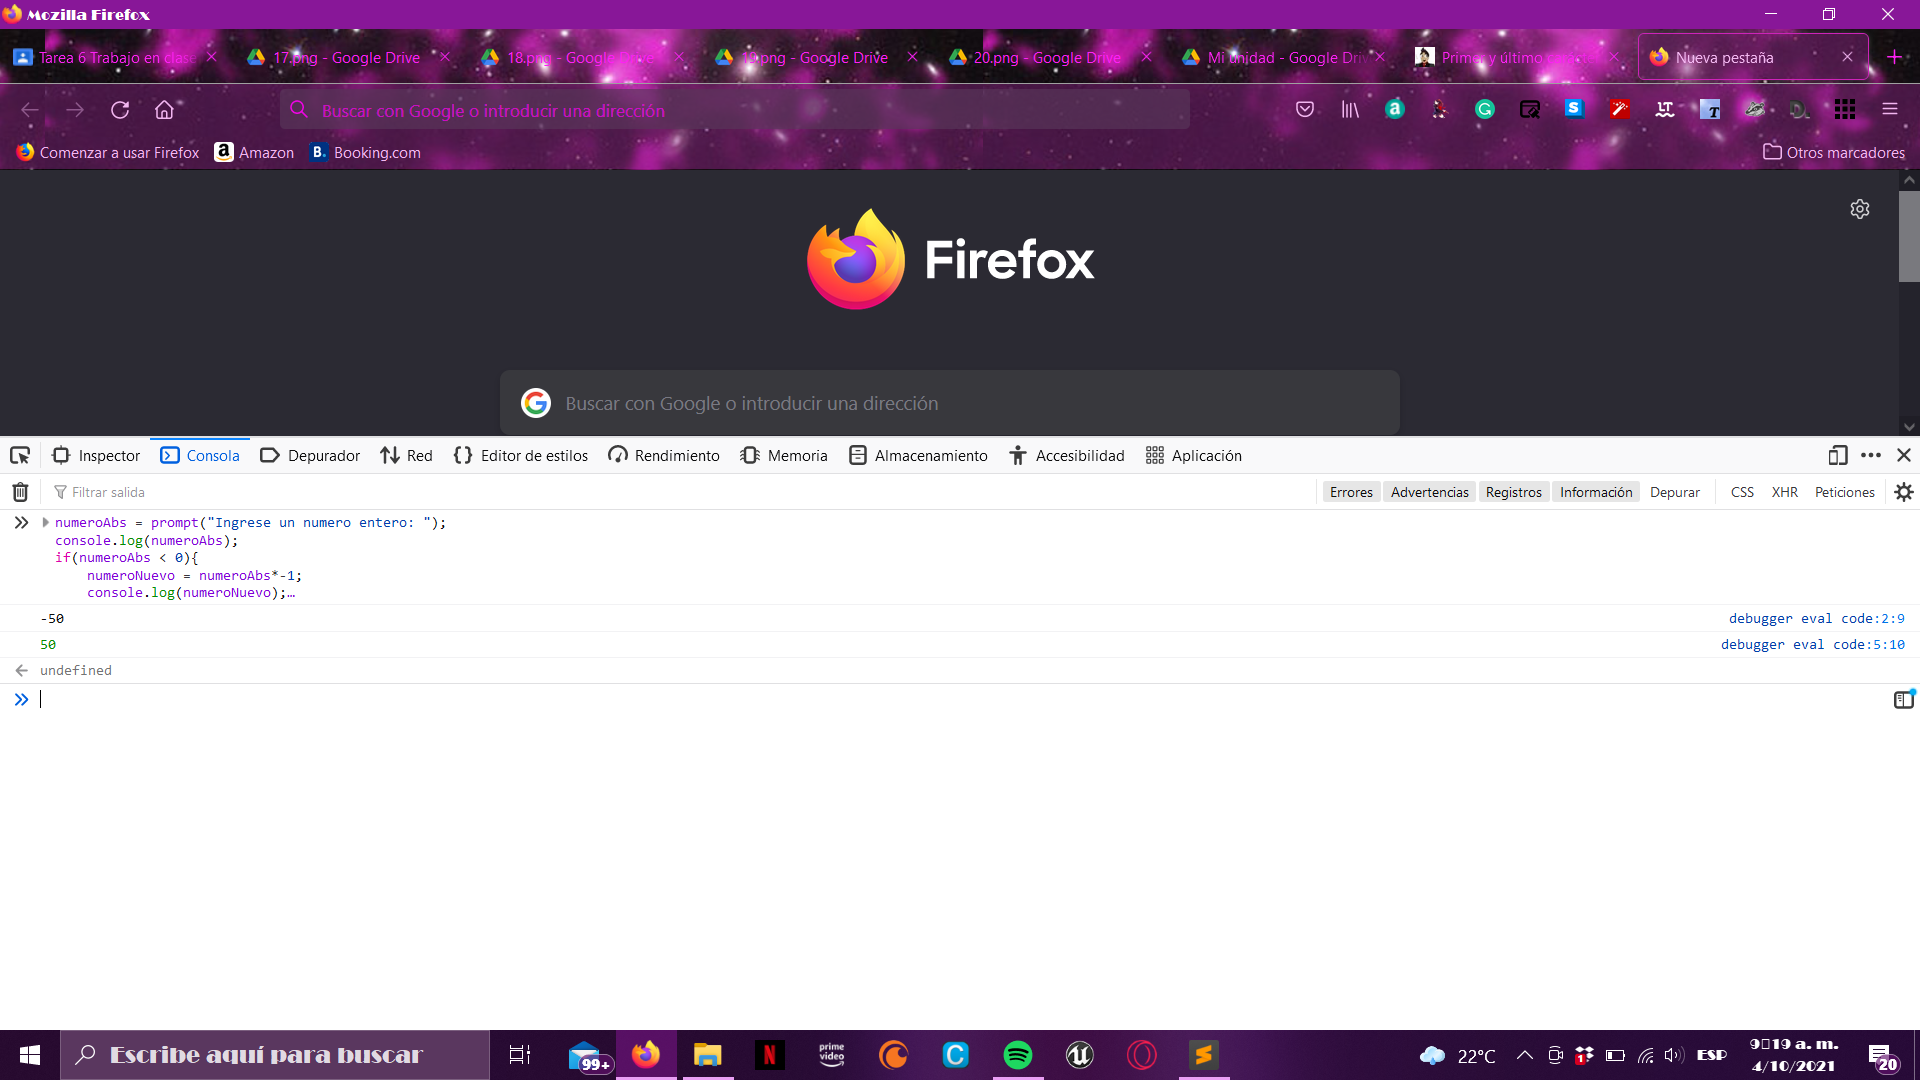 Mozilla Firefox
Tarea 6 Trabajo en clase
17.png - Google Drive
18.png - Google Drive
19.png - Google Drive
20.png - Google Drive
Mi unidad - Google Driv
Primer y último
Nueva pestaña
Buscar con Google o introducir una dirección
Comenzar a usar Firefox
Amazon
Booking.com
Otros marcadores
Firefox
Buscar con Google o introducir una dirección
Inspector
Consola
Depurador
Red
Editor de estilos
Rendimiento
Memoria
Almacenamiento
Accesibilidad
Aplicación
Filtrar salida
Errores
Advertencias
Registros
Información
Depurar
CSS
XHR
Peticiones
numeroAbs = prompt("Ingrese un numero entero: ");
console.log(numeroAbs);
if(numeroAbs < 0){
numeroNuevo = numeroAbs*-1;
console.log(numeroNuevo);…
-50
debugger eval code:2:9
50
debugger eval code:5:10
undefined
Escribe aquí para buscar
99+
prime video
22°C
ESP
9▯19 a. m.
4/10/2021
20